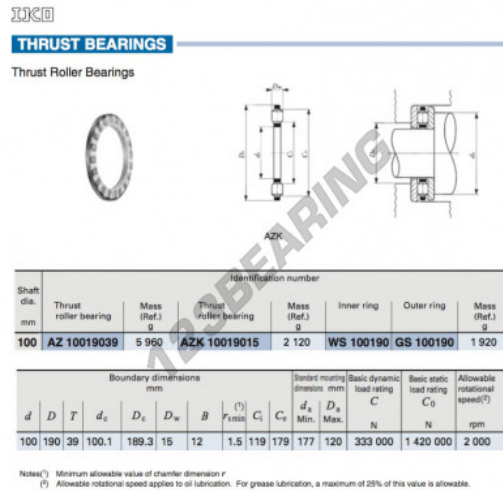 IKO
THRUST BEARINGS
Thrust Roller Bearings
AZK
123BEARING
Identification number
Shaft dia. mm | Thrust roller bearing | Mass (Ref.) g | Thrust roller bearing | Mass (Ref.) g | Inner ring | Outer ring | Mass (Ref.) g
100 | AZ 10019039 | 5 960 | AZK 10019015 | 2 120 | WS 100190 | GS 100190 | 1 920
Boundary dimensions mm | Standard mounting dimensions mm | Basic dynamic load rating C N | Basic static load rating C0 N | Allowable rotational speed(2) rpm
d | D | T | dc | Dc | Dw | B | rs min (1) | Ci | Ce | da Min. | Da Max.
100 | 190 | 39 | 100.1 | 189.3 | 15 | 12 | 1.5 | 119 | 179 | 177 | 120 | 333 000 | 1 420 000 | 2 000
Notes(1) Minimum allowable value of chamfer dimension r
(2) Allowable rotational speed applies to oil lubrication. For grease lubrication, a maximum of 25% of this value is allowable.